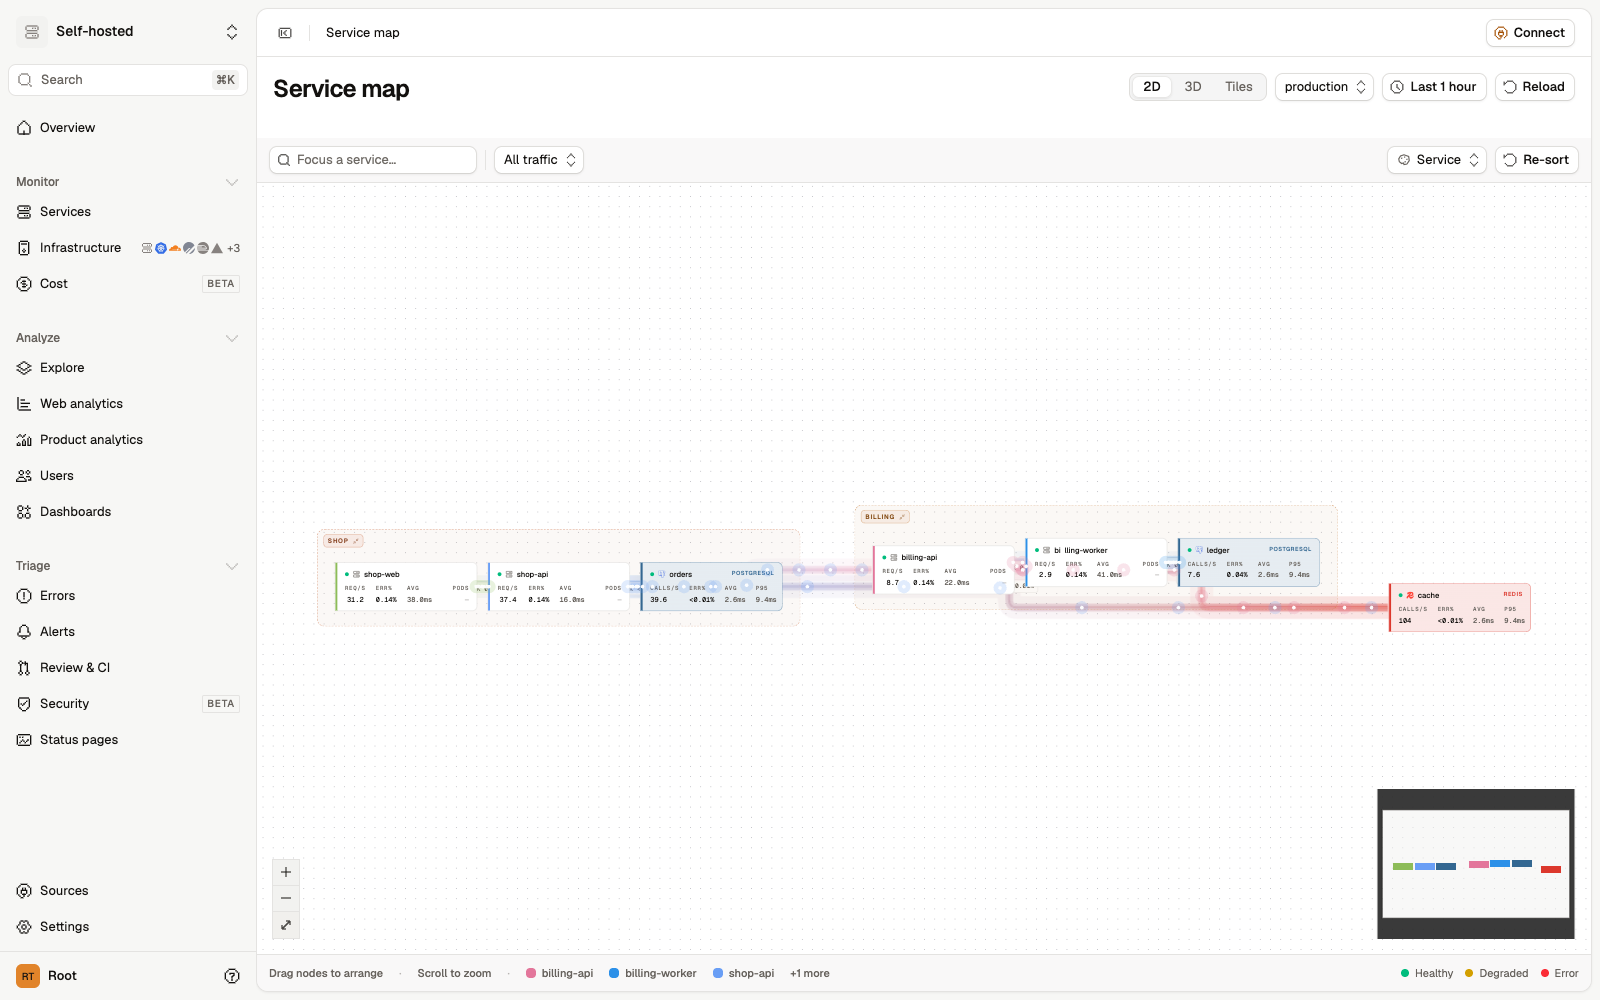 Self-hosted
Search ⌘K
Overview
Monitor
Services
Infrastructure +3
Cost BETA
Analyze
Explore
Web analytics
Product analytics
Users
Dashboards
Triage
Errors
Alerts
Review & CI
Security BETA
Status pages
Sources
Settings
RT Root
Service map
Connect
Service map
2D 3D Tiles production Last 1 hour Reload
Focus a service... All traffic
Service Re-sort
SHOP
shop-web
REQ/S ERR% AVG PODS
31.2 0.14% 38.0ms –
shop-api
REQ/S ERR% AVG PODS
37.4 0.14% 16.0ms –
orders POSTGRESQL
CALLS/S ERR% AVG P95
39.6 <0.01% 2.6ms 9.4ms
BILLING
billing-api
REQ/S ERR% AVG PODS
8.7 0.14% 22.0ms –
billing-worker
REQ/S ERR% AVG PODS
2.9 0.14% 41.0ms –
ledger POSTGRESQL
CALLS/S ERR% AVG P95
7.6 0.04% 2.6ms 9.4ms
cache REDIS
CALLS/S ERR% AVG P95
104 <0.01% 2.6ms 9.4ms
Drag nodes to arrange · Scroll to zoom · billing-api billing-worker shop-api +1 more
Healthy Degraded Error